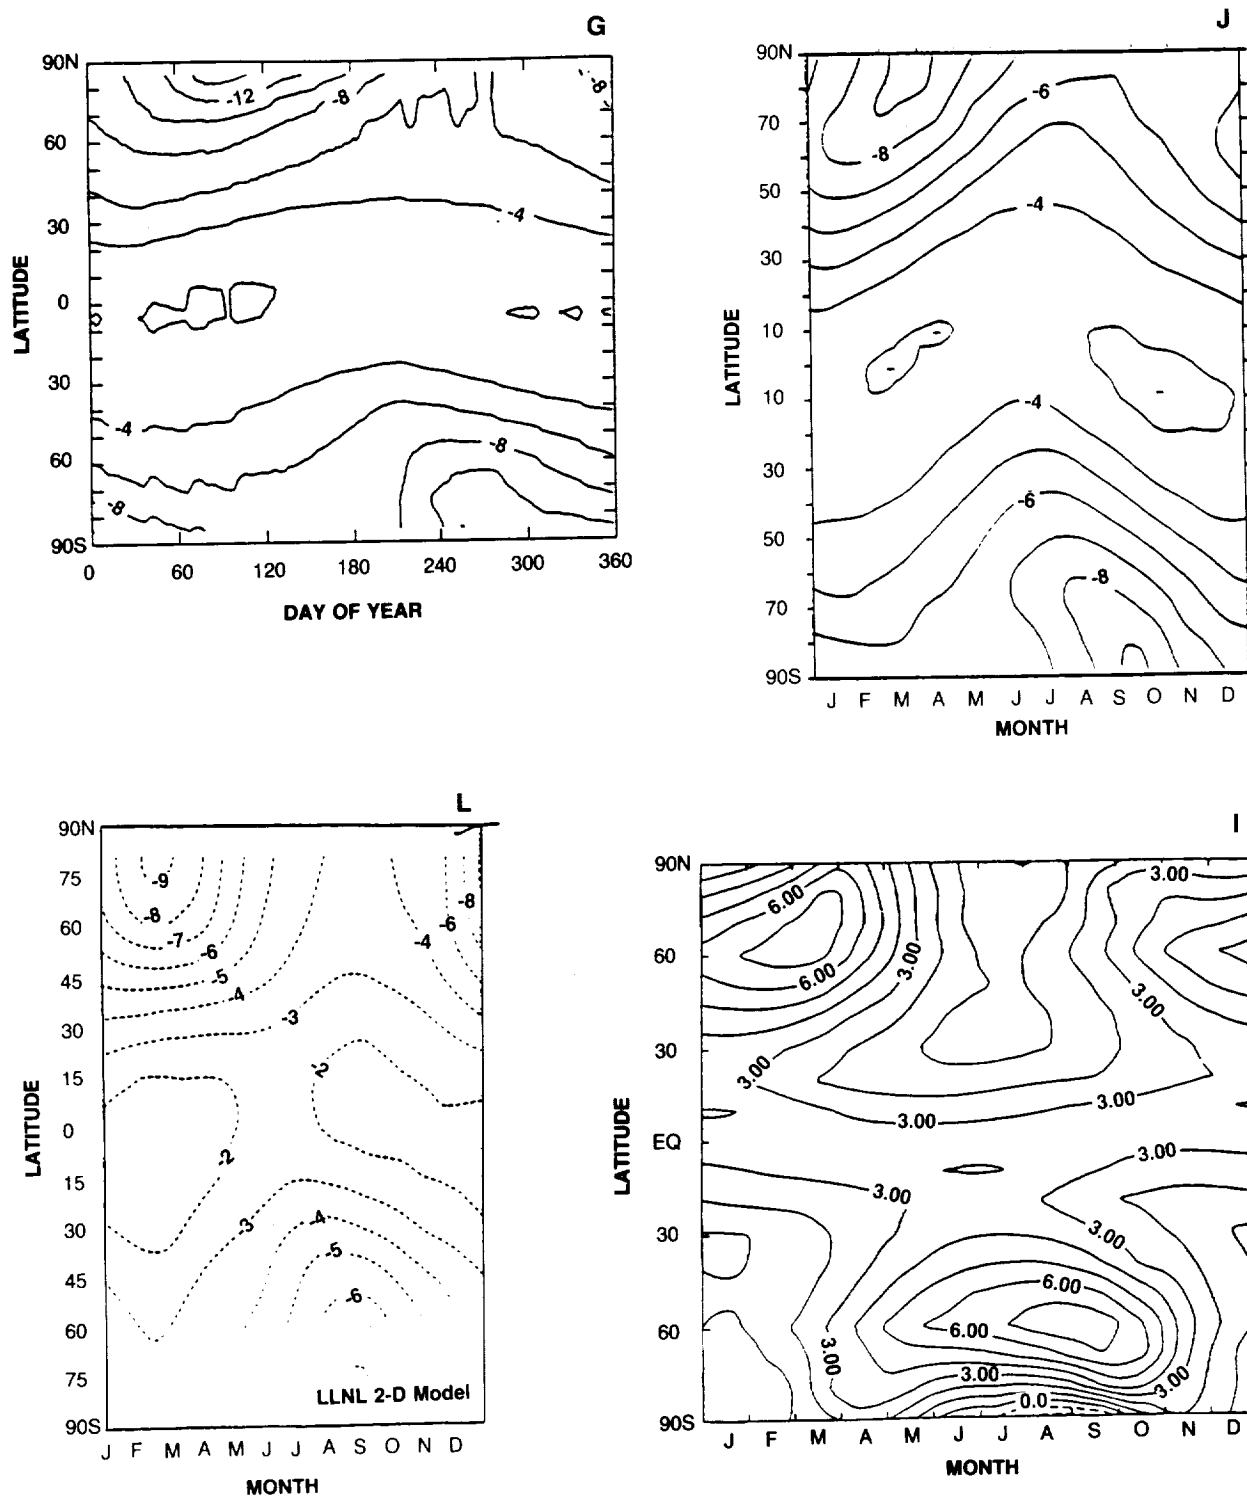 G
90N
60
30
0
30
60
90S
LATITUDE
-12
-8
-8
-4
-4
-8
-8
0 60 120 180 240 300 360
DAY OF YEAR
J
90N
70
50
30
10
10
30
50
70
90S
LATITUDE
-6
-8
-4
-4
-6
-8
J F M A M J J A S O N D
MONTH
L
90N
75
60
45
30
15
0
15
30
45
60
75
90S
LATITUDE
-9
-8
-7
-6
-5
-4
-3
-8
-6
-4
-2
-2
-3
-4
-5
-6
LLNL 2-D Model
J F M A M J J A S O N D
MONTH
I
90N
60
30
EQ
30
60
90S
LATITUDE
6.00
3.00
6.00
3.00
3.00
3.00
3.00
3.00
3.00
3.00
3.00
6.00
6.00
3.00
3.00
3.00
0.0
J F M A M J J A S O N D
MONTH